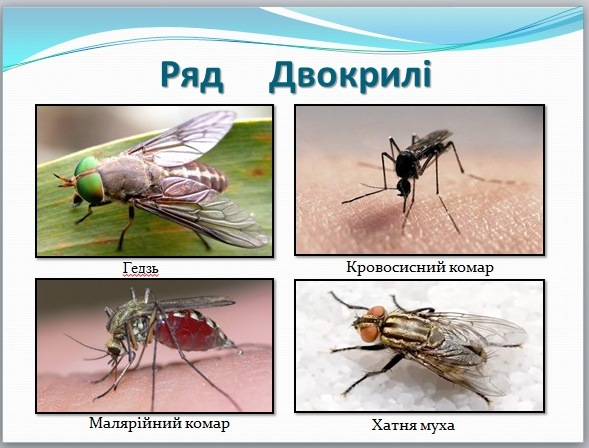 Ряд Двокрилі
Гедзь
Кровосисний комар
Малярійний комар
Хатня муха